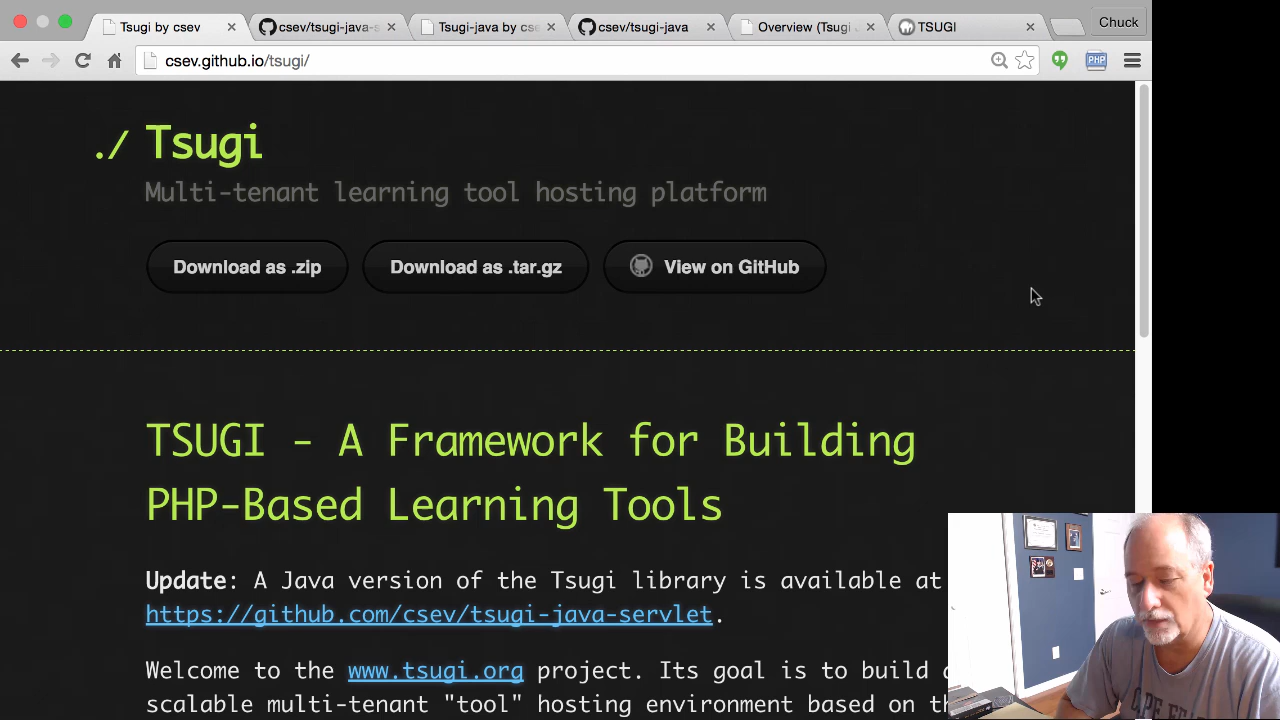 Tsugi by csev
csev/tsugi-java-s
Tsugi-java by cse
csev/tsugi-java
Overview (Tsugi
TSUGI
Chuck
csev.github.io/tsugi/
PHP
./ Tsugi
Multi-tenant learning tool hosting platform
Download as .zip
Download as .tar.gz
View on GitHub
TSUGI - A Framework for Building
PHP-Based Learning Tools
Update: A Java version of the Tsugi library is available at
https://github.com/csev/tsugi-java-servlet.
Welcome to the www.tsugi.org project. Its goal is to build
scalable multi-tenant "tool" hosting environment based on
CAPE